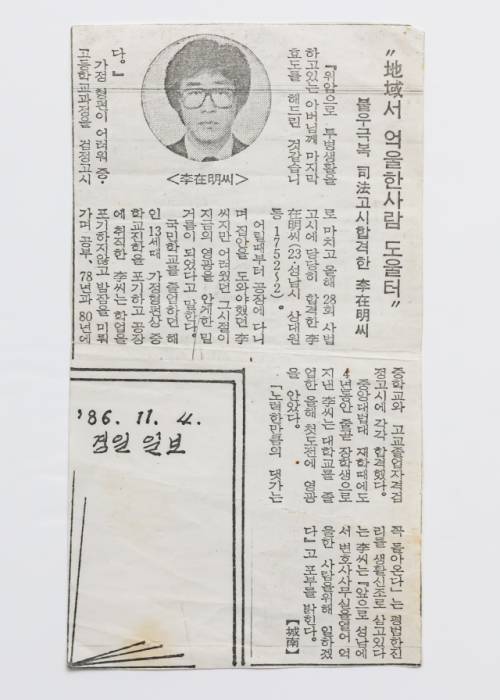 “地域서 억울한사람 도울터”
불우극복 司法고시합격한 李在明씨
『위암으로 투병생활을
하고있는 아버님께 마지막
효도를 해드린 것같습니
다。』
가정 형편이 어려워 중·
고등학교과정을 검정고시
<李在明씨>
로 마치고 올해 28회 사법
고시에 당당히 합격한 李
在明씨(23·성남시 상대원
동 1752~2)。
어릴때부터 공장에 다니
며 집안을 도와야했던 李
씨지만 어려웠던 그시절이
지금의 영광을 안게한 밑
거름이 되었다고 말한다。
국민학교를 졸업하던 해
인 13세때 가정형편상 중
학교진학을 포기하고 공장
에 취직한 李씨는 학업을
포기하지않고 밤잠을 미뤄
가며 공부、 78년과 80년에
중학교와 고교졸업자격검
정고시에 각각 합격했다。
중앙대법대 재학때에도
4년동안 줄곧 장학생으로
지낸 李씨는 대학교를 졸
업한 올해 첫도전에 영광
을 안았다。
「노력한만큼의 댓가는
꼭 돌아온다」는 평범한진
리를 생활신조로 삼고있다
는 李씨는 『앞으로 성남에
서 변호사사무실을열어 억
울한 사람을위해 일하겠
다』고 포부를 밝힌다。
【城南】
'86. 11. 4.
경인일보